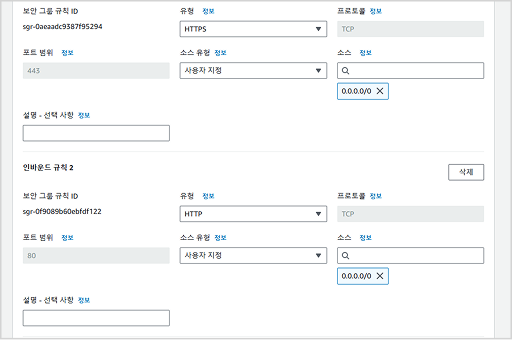 보안 그룹 규칙 ID 유형 정보 프로토콜 정보
sgr-0aeaadc9387f95294 HTTPS TCP
포트 범위 정보 소스 유형 정보 소스 정보
443 사용자 지정
0.0.0.0/0
설명 - 선택 사항 정보
인바운드 규칙 2 삭제
보안 그룹 규칙 ID 유형 정보 프로토콜 정보
sgr-0f9089b60ebfdf122 HTTP TCP
포트 범위 정보 소스 유형 정보 소스 정보
80 사용자 지정
0.0.0.0/0
설명 - 선택 사항 정보